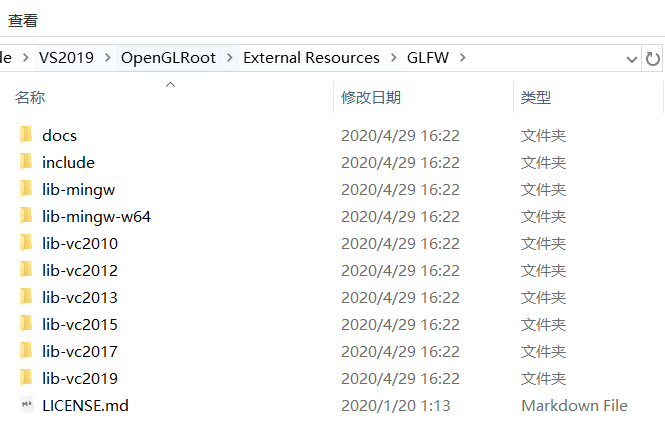 查看
de > VS2019 > OpenGLRoot > External Resources > GLFW >
名称 修改日期 类型
docs 2020/4/29 16:22 文件夹
include 2020/4/29 16:22 文件夹
lib-mingw 2020/4/29 16:22 文件夹
lib-mingw-w64 2020/4/29 16:22 文件夹
lib-vc2010 2020/4/29 16:22 文件夹
lib-vc2012 2020/4/29 16:22 文件夹
lib-vc2013 2020/4/29 16:22 文件夹
lib-vc2015 2020/4/29 16:22 文件夹
lib-vc2017 2020/4/29 16:22 文件夹
lib-vc2019 2020/4/29 16:22 文件夹
LICENSE.md 2020/1/20 1:13 Markdown File